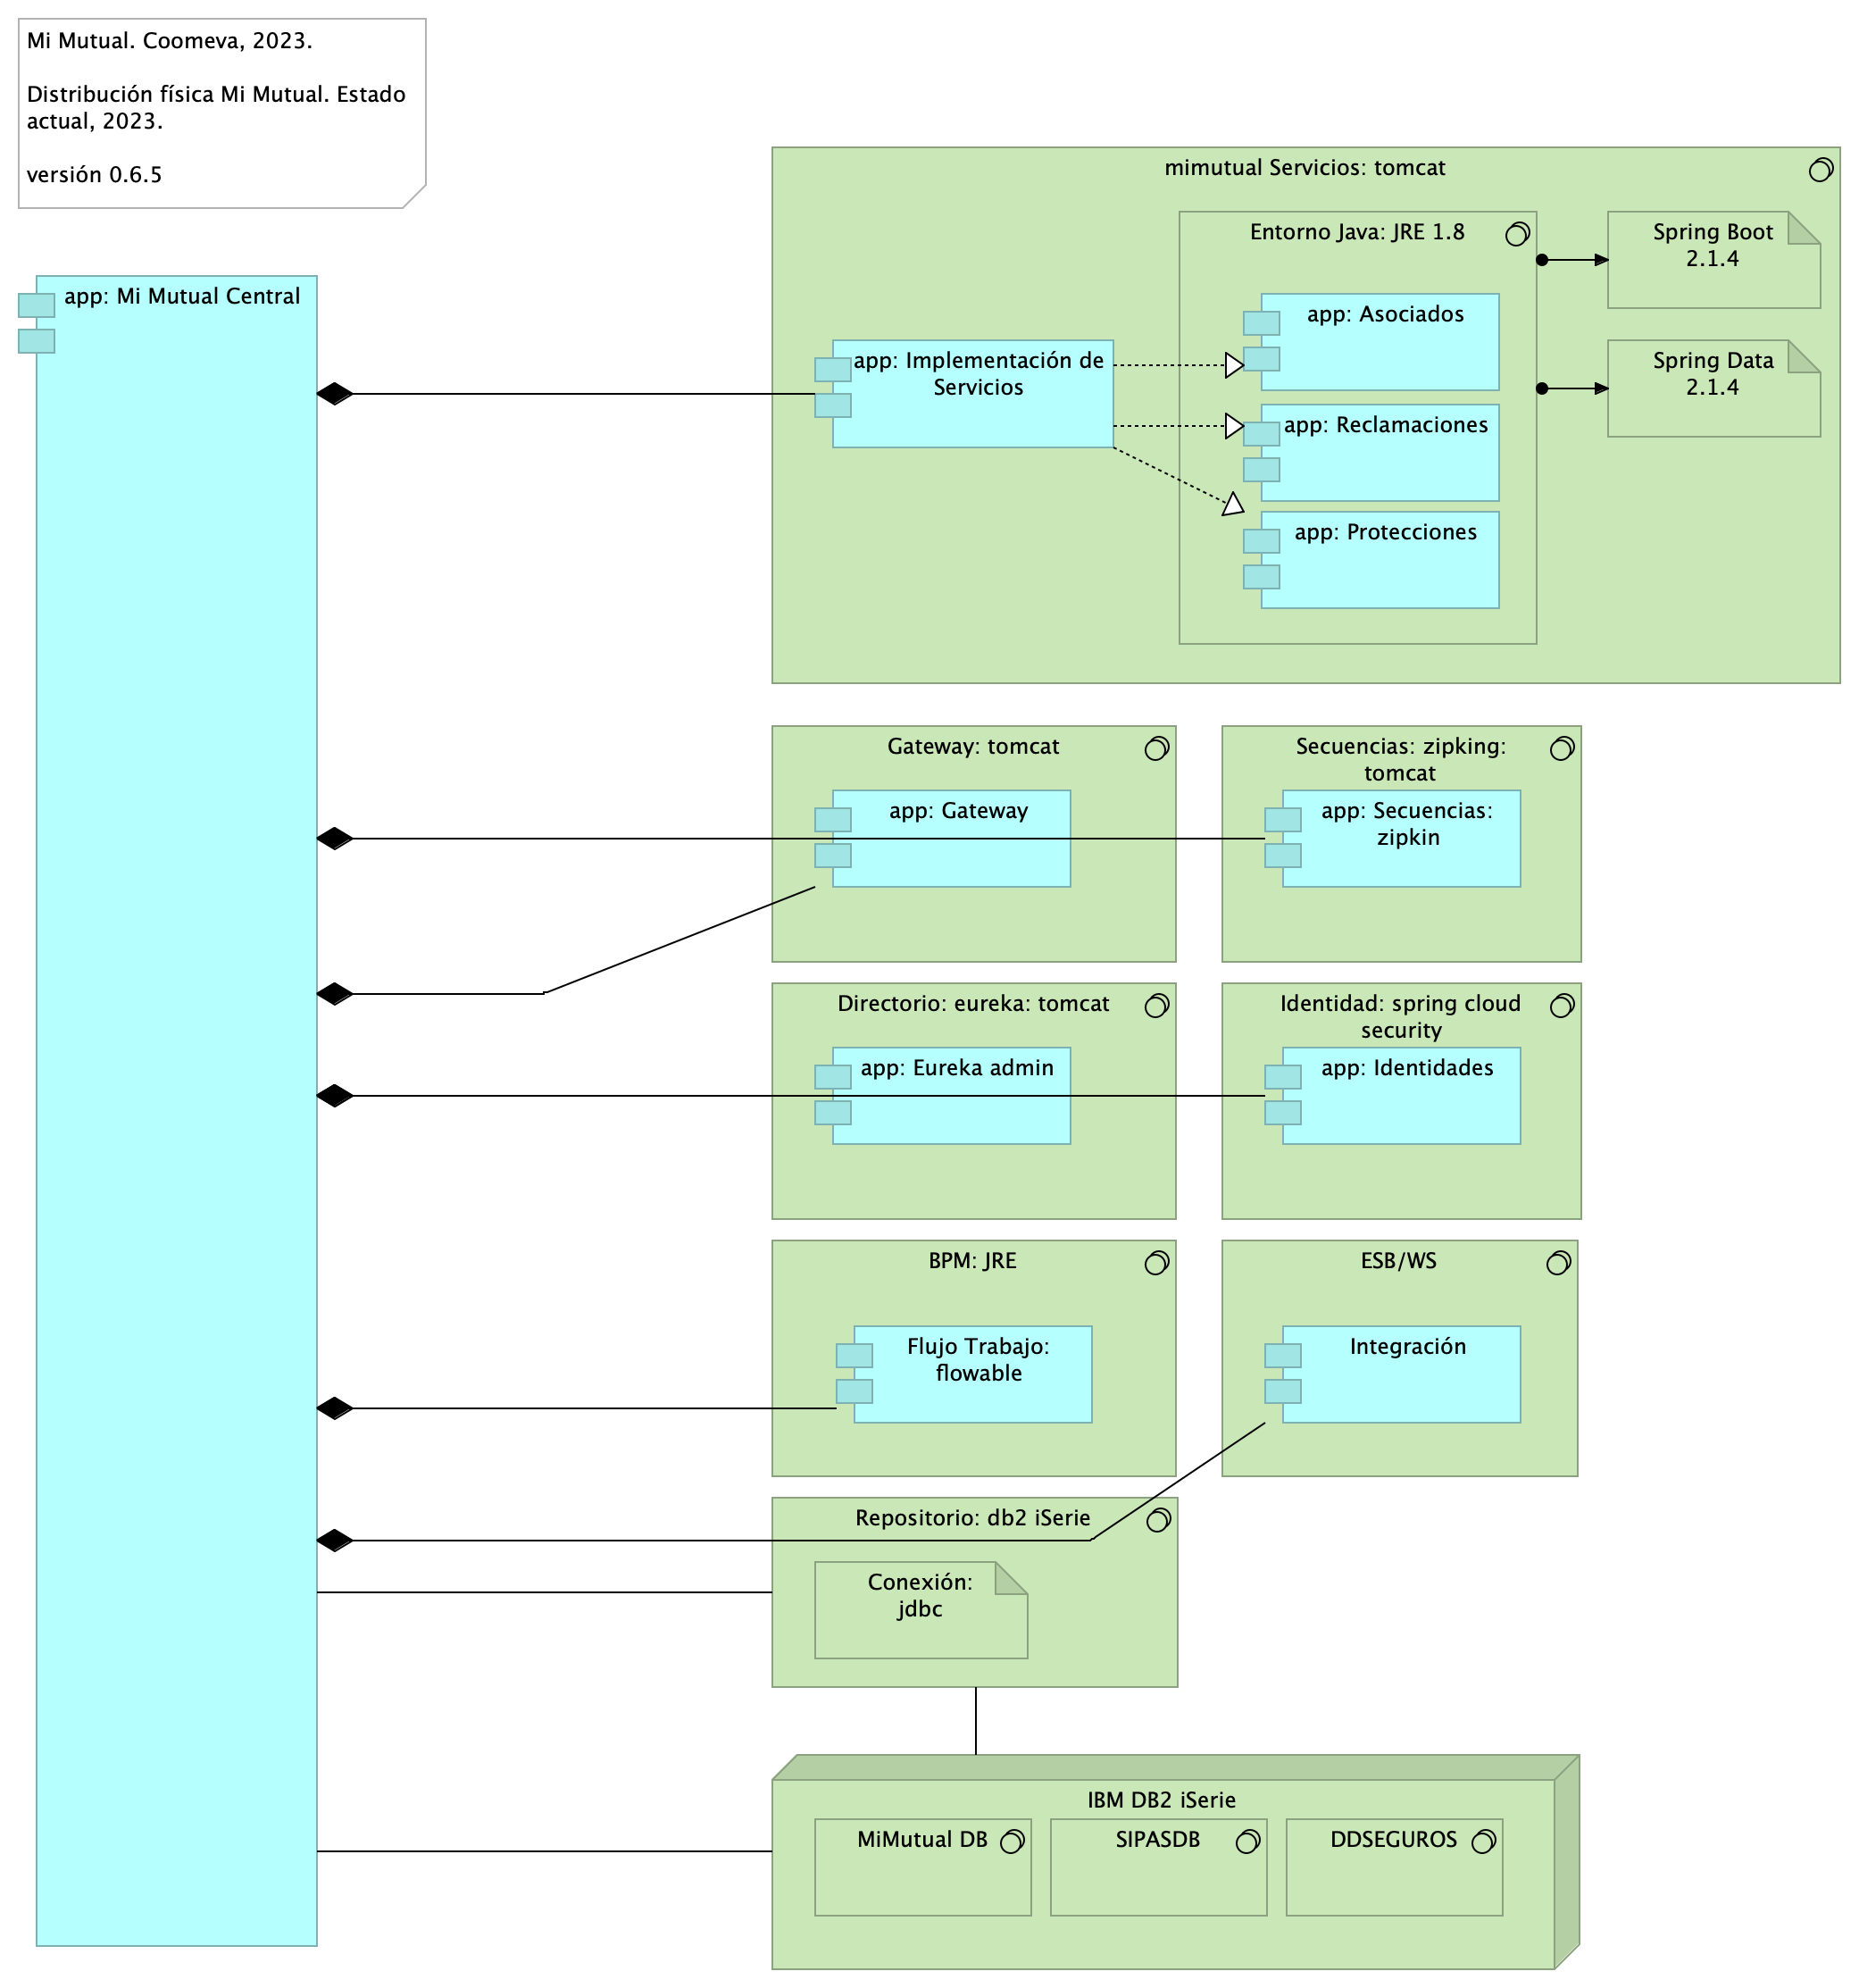 Mi Mutual. Coomeva, 2023.
Distribución física Mi Mutual. Estado
actual, 2023.
versión 0.6.5
app: Mi Mutual Central
mimutual Servicios: tomcat
Entorno Java: JRE 1.8
Spring Boot
2.1.4
app: Asociados
app: Implementación de
Servicios
Spring Data
2.1.4
app: Reclamaciones
app: Protecciones
Gateway: tomcat
app: Gateway
Secuencias: zipking:
tomcat
app: Secuencias:
zipkin
Directorio: eureka: tomcat
app: Eureka admin
Identidad: spring cloud
security
app: Identidades
BPM: JRE
Flujo Trabajo:
flowable
ESB/WS
Integración
Repositorio: db2 iSerie
Conexión:
jdbc
IBM DB2 iSerie
MiMutual DB
SIPASDB
DDSEGUROS